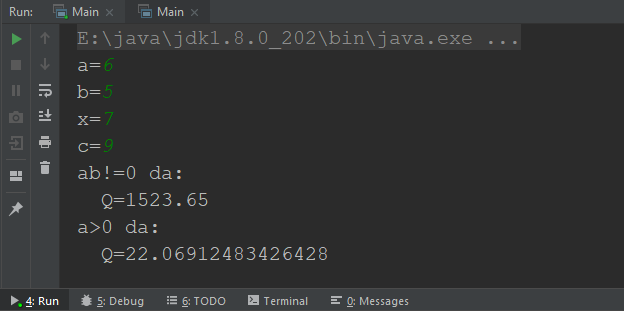 Run: Main × Main ×
E:\java\jdk1.8.0_202\bin\java.exe ...
a=6
b=5
x=7
c=9
ab!=0 da:
Q=1523.65
a>0 da:
Q=22.06912483426428
4: Run 5: Debug 6: TODO Terminal 0: Messages